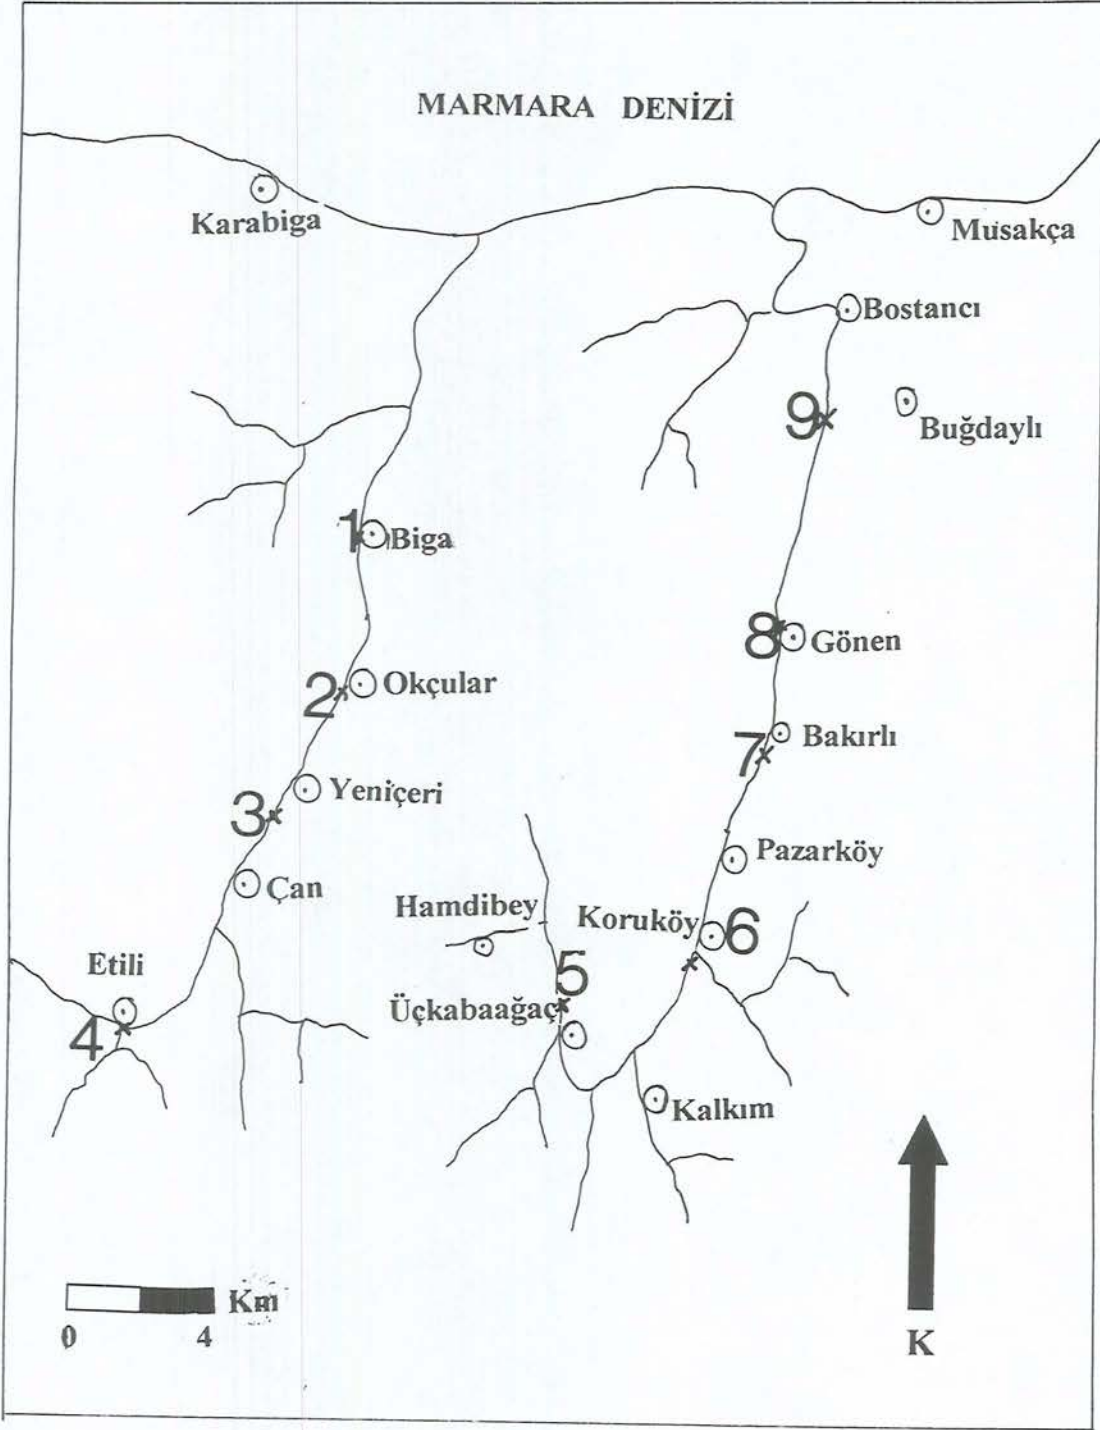 MARMARA DENİZİ
Karabiga
Musakça
Bostancı
9
Buğdaylı
1
Biga
8
Gönen
2
Okçular
7
Bakırlı
3
Yeniçeri
Pazarköy
Çan
Hamdibey
Koruköy
6
Etili
5
Üçkabaağaç
4
Kalkım
Km
0 4
K